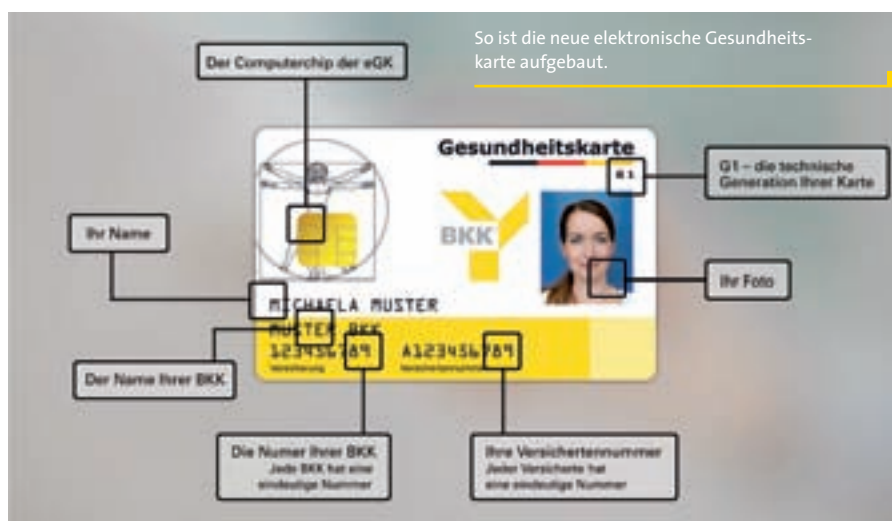 So ist die neue elektronische Gesundheits-
karte aufgebaut.
Der Computerchip der eGK
Gesundheitskarte
G1
G1 – die technische
Generation Ihrer Karte
BKK
Ihr Name
Ihr Foto
MICHAELA MUSTER
MUSTER BKK
123456789 A123456789
Versicherung Versichertennummer
Der Name Ihrer BKK
Die Numer Ihrer BKK
Jede BKK hat eine
eindeutige Nummer
Ihre Versichertennummer
Jeder Versicherte hat
eine eindeutige Nummer